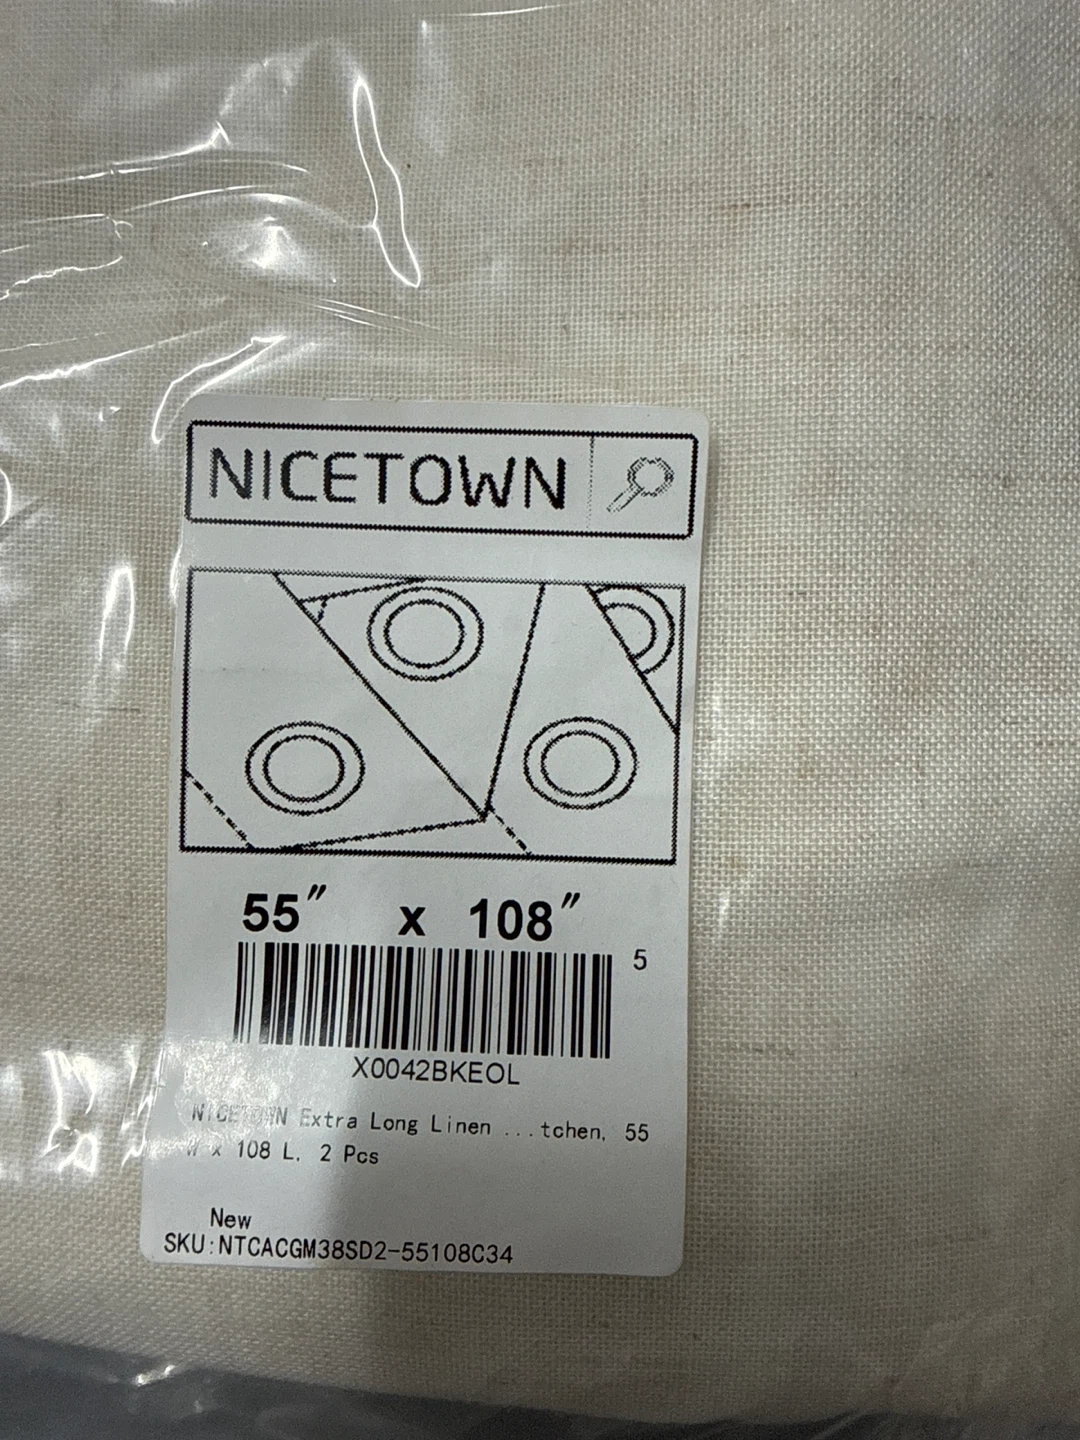 NICETOWN
55" x 108"
5
X0042BKEOL
NICETOWN Extra Long Linen ...tchen, 55
W x 108 L, 2 Pcs
New
SKU:NTCACGM38SD2-55108C34